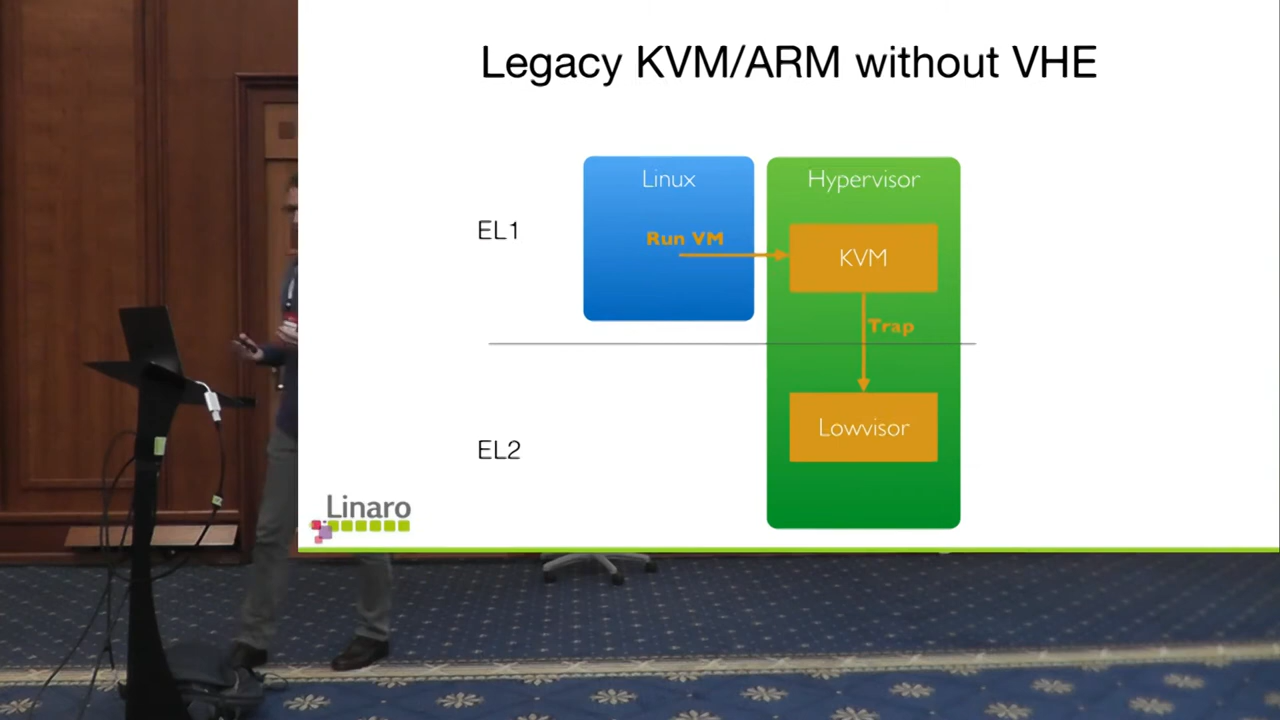 Legacy KVM/ARM without VHE
Linux
Hypervisor
EL1
Run VM
KVM
Trap
Lowvisor
EL2
Linaro